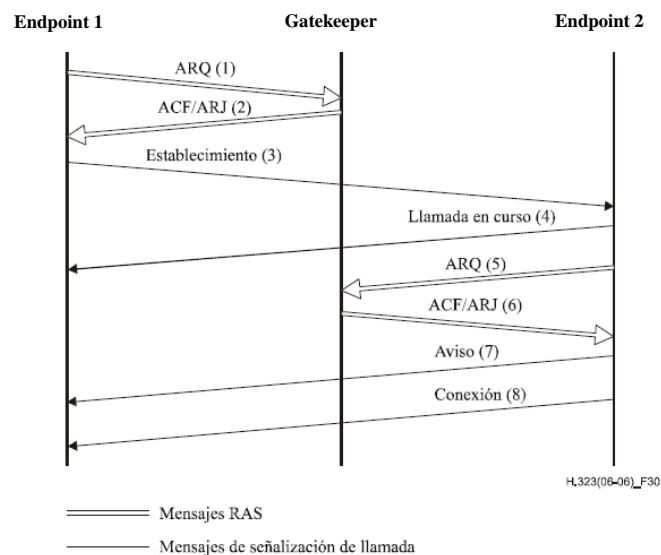 Endpoint 1 Gatekeeper Endpoint 2
ARQ (1)
ACF/ARJ (2)
Establecimiento (3)
Llamada en curso (4)
ARQ (5)
ACF/ARJ (6)
Aviso (7)
Conexión (8)
H.323(06-06)_F30
Mensajes RAS
Mensajes de señalización de llamada